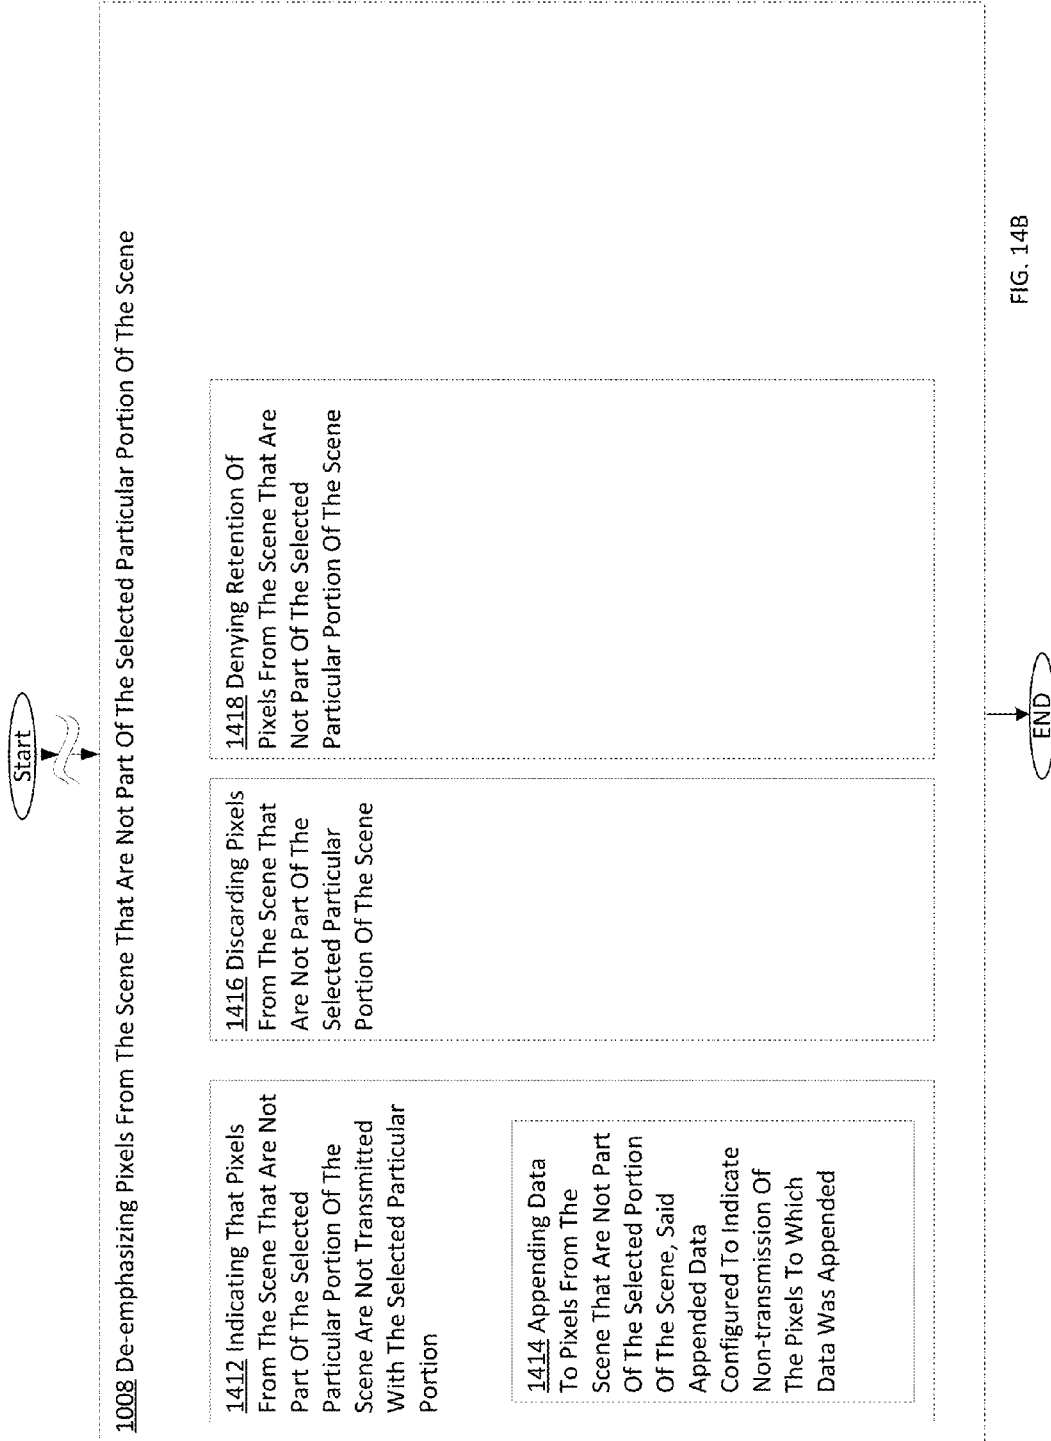 Start
1008 De-emphasizing Pixels From The Scene That Are Not Part Of The Selected Particular Portion Of The Scene
1412 Indicating That Pixels
From The Scene That Are Not
Part Of The Selected
Particular Portion Of The
Scene Are Not Transmitted
With The Selected Particular
Portion
1414 Appending Data
To Pixels From The
Scene That Are Not Part
Of The Selected Portion
Of The Scene, Said
Appended Data
Configured To Indicate
Non-transmission Of
The Pixels To Which
Data Was Appended
1416 Discarding Pixels
From The Scene That
Are Not Part Of The
Selected Particular
Portion Of The Scene
1418 Denying Retention Of
Pixels From The Scene That Are
Not Part Of The Selected
Particular Portion Of The Scene
END
FIG. 14B